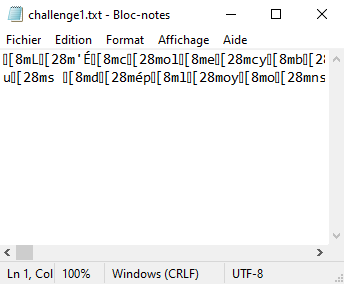 challenge1.txt - Bloc-notes
Fichier Edition Format Affichage Aide
▯[8mL▯[28m'É▯[8mc▯[28mol▯[8me▯[28mcy▯[8mb▯[28
u▯[28ms ▯[8md▯[28mép▯[8ml▯[28moy▯[8mo▯[28mns
Ln 1, Col 100% Windows (CRLF) UTF-8